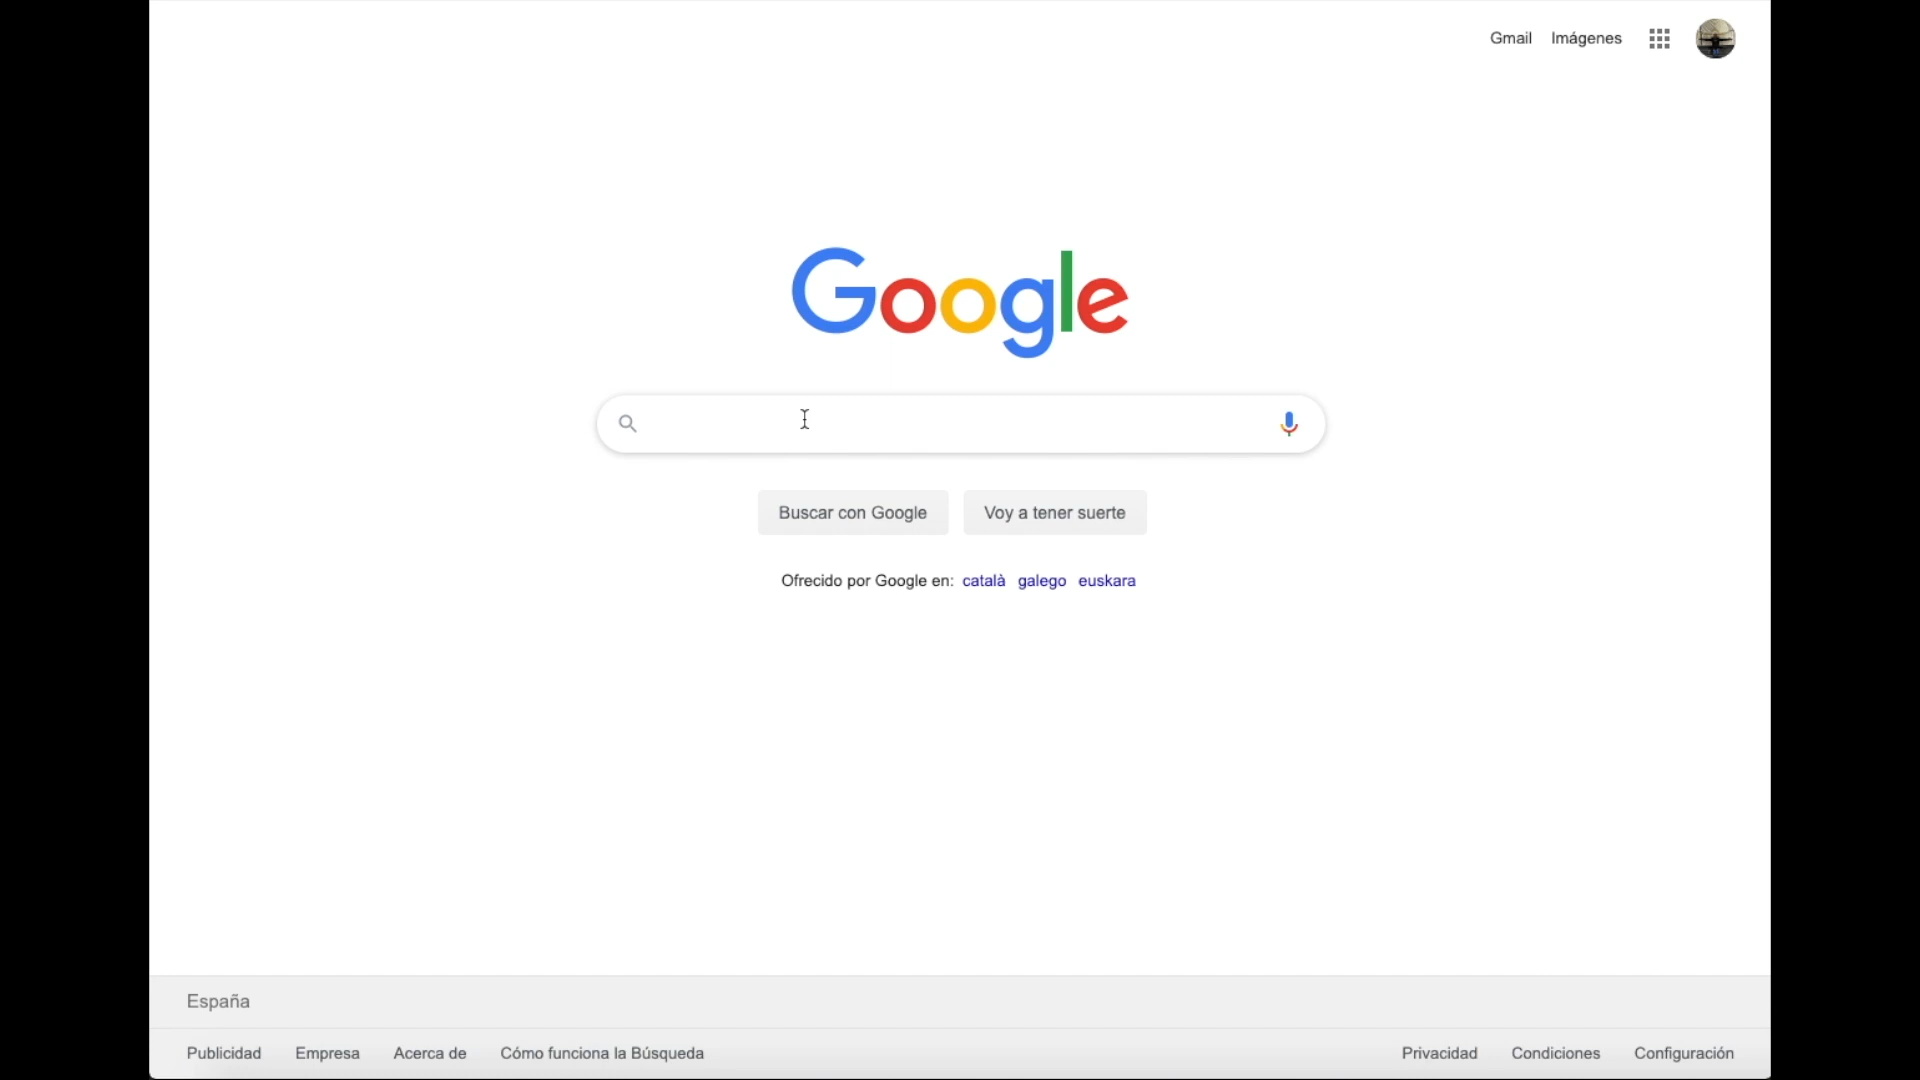 Gmail Imágenes
Google
Buscar con Google Voy a tener suerte
Ofrecido por Google en: català galego euskara
España
Publicidad Empresa Acerca de Cómo funciona la Búsqueda Privacidad Condiciones Configuración